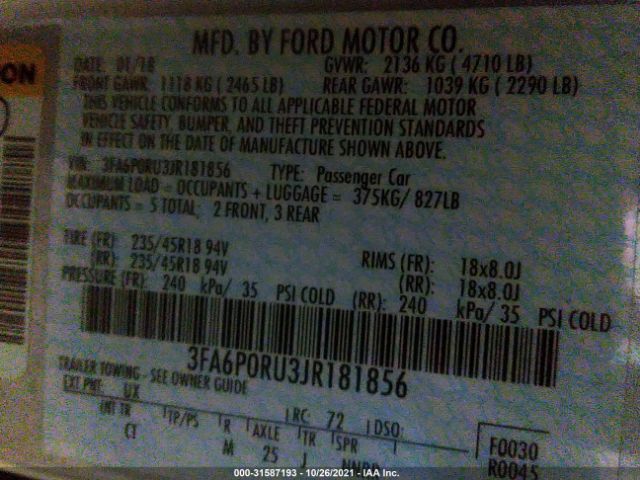 MFD. BY FORD MOTOR CO.
DATE: 01/18 GVWR: 2136 KG ( 4710 LB)
FRONT GAWR: 1118 KG ( 2465 LB) REAR GAWR: 1039 KG ( 2290 LB)
THIS VEHICLE CONFORMS TO ALL APPLICABLE FEDERAL MOTOR
VEHICLE SAFETY, BUMPER, AND THEFT PREVENTION STANDARDS
IN EFFECT ON THE DATE OF MANUFACTURE SHOWN ABOVE.
VIN: 3FA6P0RU3JR181856 TYPE: Passenger Car
MAXIMUM LOAD = OCCUPANTS + LUGGAGE = 375KG/ 827LB
OCCUPANTS = 5 TOTAL; 2 FRONT, 3 REAR
TIRE (FR): 235/45R18 94V RIMS (FR): 18x8.0J
(RR): 235/45R18 94V (RR): 18x8.0J
PRESSURE (FR): 240 kPa/ 35 PSI COLD (RR): 240 kPa/ 35 PSI COLD
3FA6P0RU3JR181856
TRAILER TOWING - SEE OWNER GUIDE
EXT PNT: UX RC: 72 DSO:
INT TR TP/PS R AXLE TR SPR F0030
CT M 25 J R0045
ON
000-31587193 - 10/26/2021 - IAA Inc.